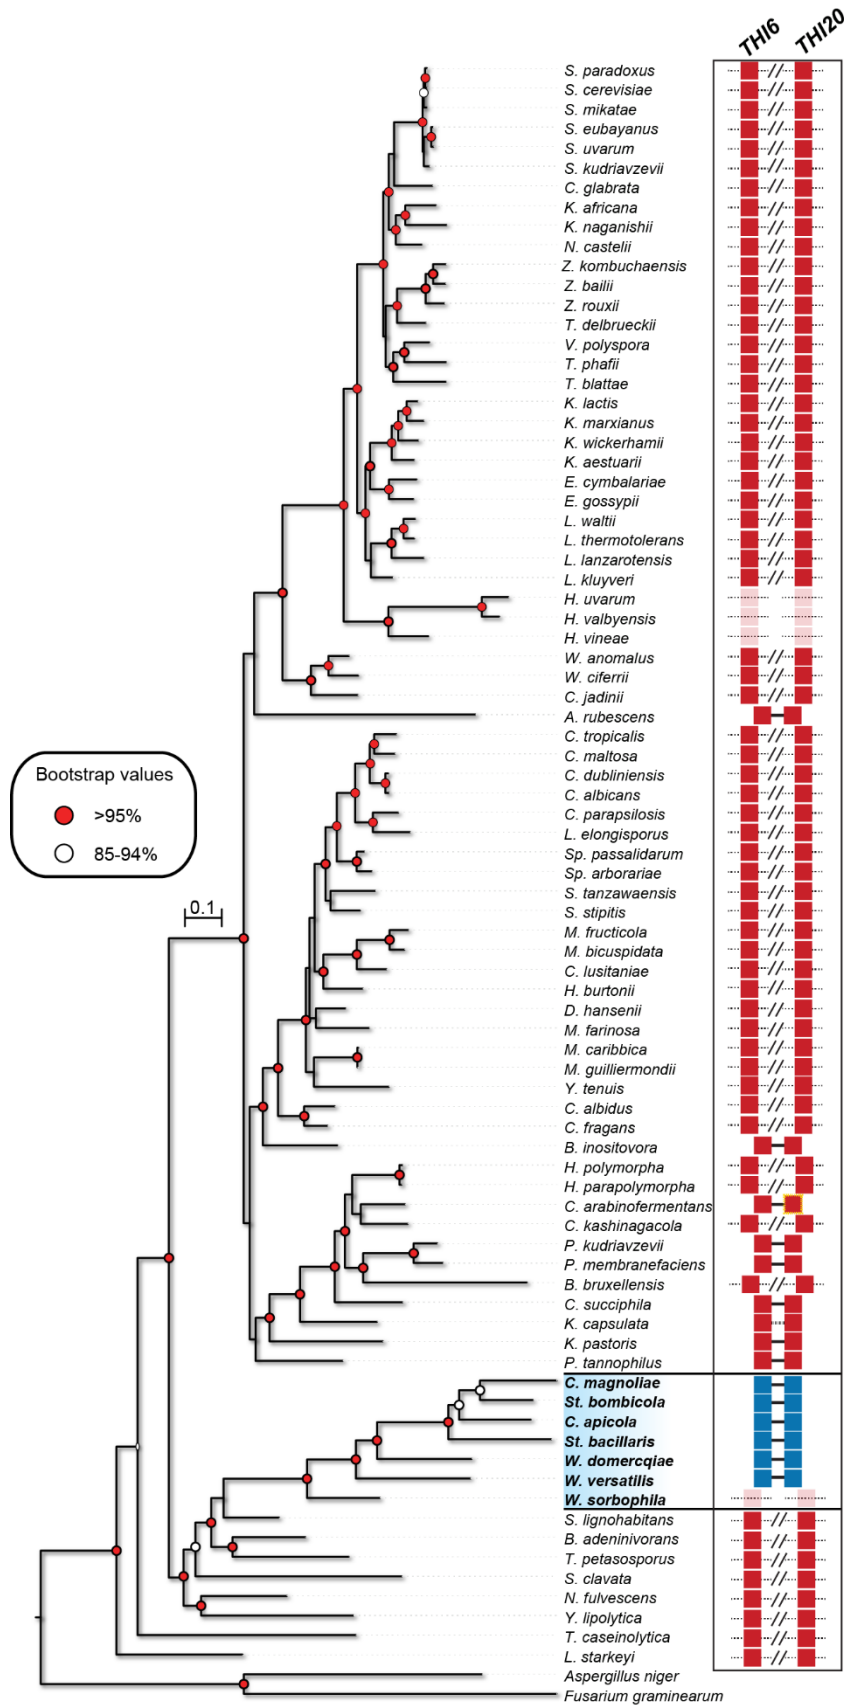 THI6 THI20
S. paradoxus
S. cerevisiae
S. mikatae
S. eubayanus
S. uvarum
S. kudriavzevii
C. glabrata
K. africana
K. naganishii
N. castelii
Z. kombuchaensis
Z. bailii
Z. rouxii
T. delbrueckii
V. polyspora
T. phafii
T. blattae
K. lactis
K. marxianus
K. wickerhamii
K. aestuarii
E. cymbalariae
E. gossypii
L. waltii
L. thermotolerans
L. lanzarotensis
L. kluyveri
H. uvarum
H. valbyensis
H. vineae
W. anomalus
W. ciferrii
C. jadinii
A. rubescens
C. tropicalis
C. maltosa
C. dubliniensis
C. albicans
C. parapsilosis
L. elongisporus
Sp. passalidarum
Sp. arborariae
S. tanzawaensis
S. stipitis
M. fructicola
M. bicuspidata
C. lusitaniae
H. burtonii
D. hansenii
M. farinosa
M. caribbica
M. guilliermondii
Y. tenuis
C. albidus
C. fragans
B. inositovora
H. polymorpha
H. parapolymorpha
C. arabinofermentans
C. kashinagacola
P. kudriavzevii
P. membranefaciens
B. bruxellensis
C. succiphila
K. capsulata
K. pastoris
P. tannophilus
C. magnoliae
St. bombicola
C. apicola
St. bacillaris
W. domercqiae
W. versatilis
W. sorbophila
S. lignohabitans
B. adeninivorans
T. petasosporus
S. clavata
N. fulvescens
Y. lipolytica
T. caseinolytica
L. starkeyi
Aspergillus niger
Fusarium graminearum
Bootstrap values
>95%
85-94%
0.1